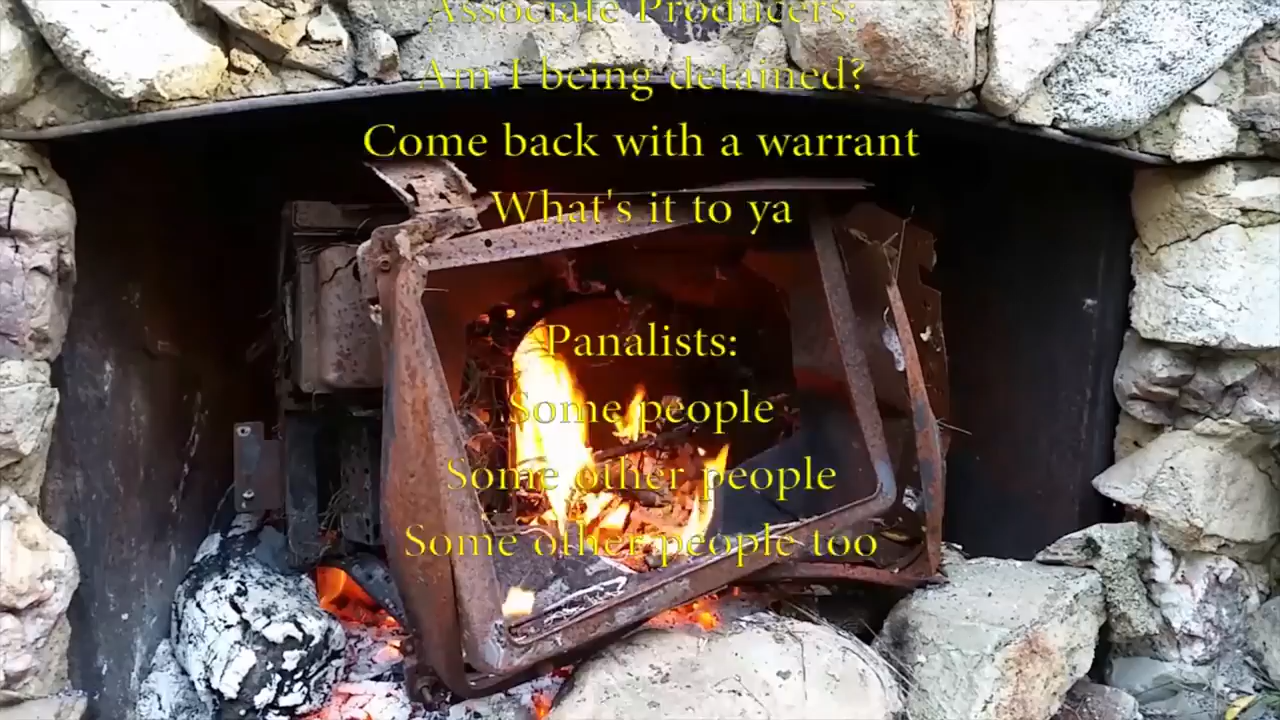 Associate Producers:
Am I being detained?
Come back with a warrant
What's it to ya
Panalists:
Some people
Some other people
Some other people too